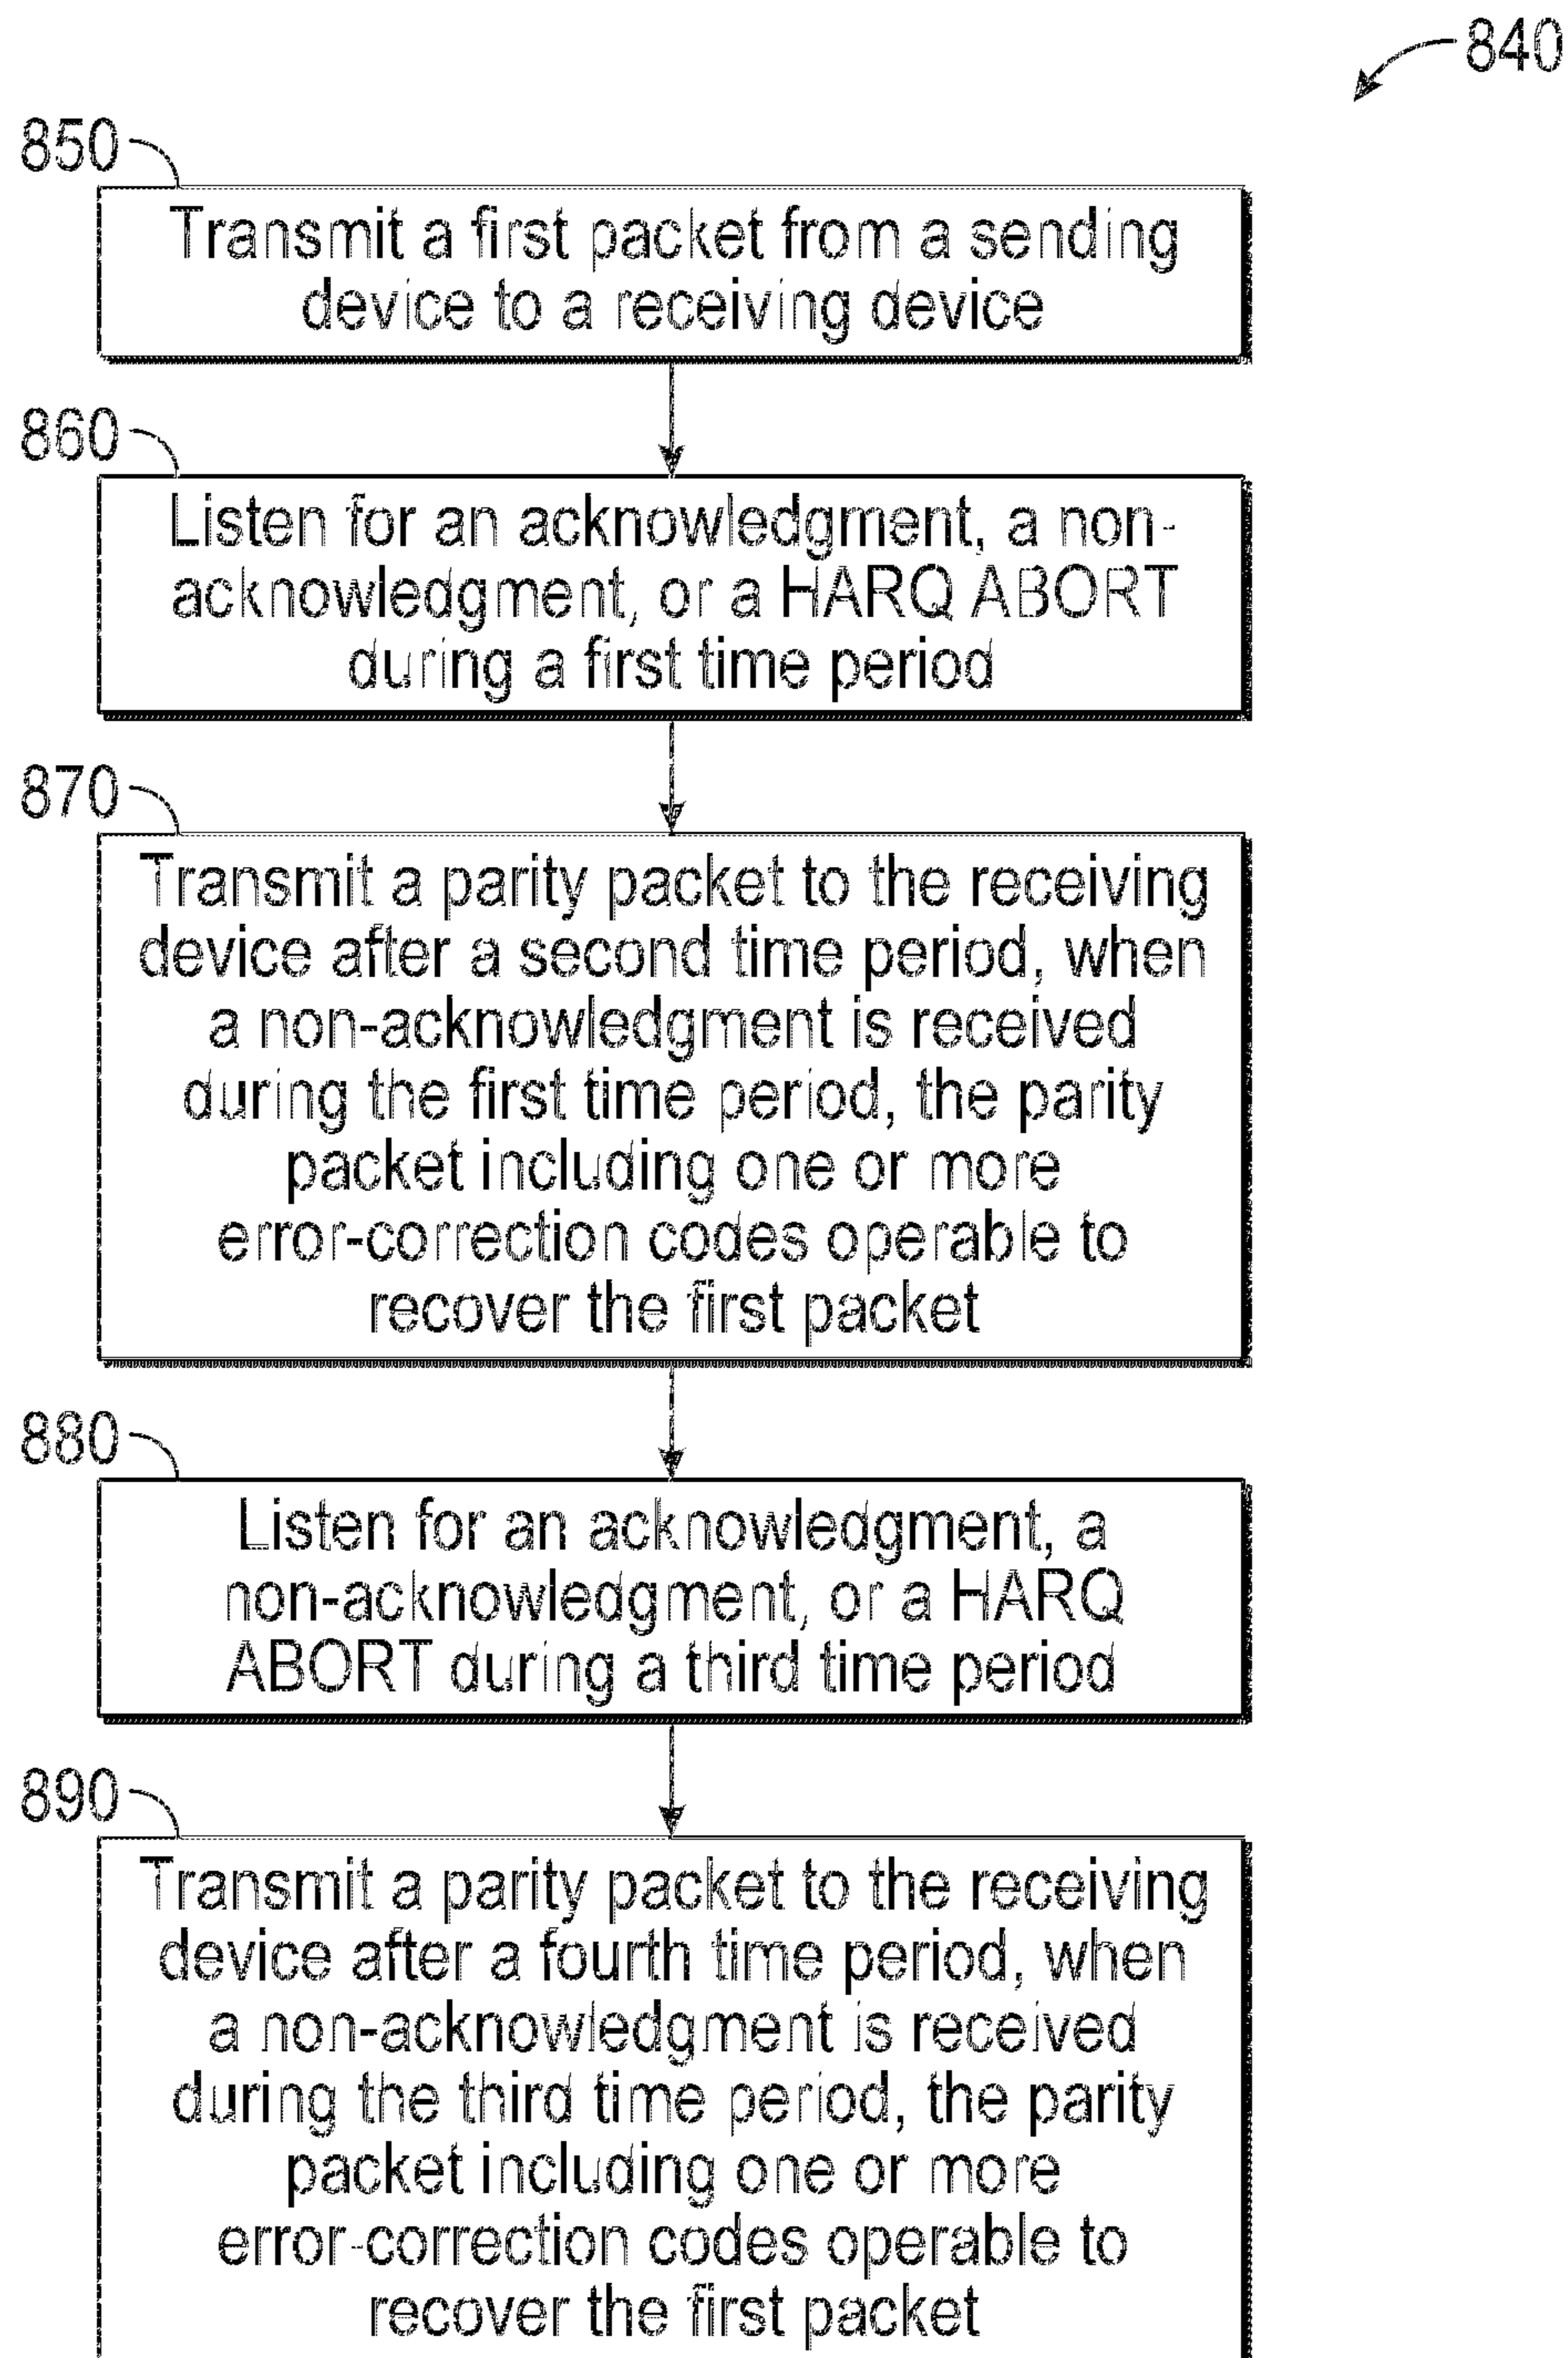 840
850
Transmit a first packet from a sending
device to a receiving device
860
Listen for an acknowledgment, a non-
acknowledgment, or a HARQ ABORT
during a first time period
870
Transmit a parity packet to the receiving
device after a second time period, when
a non-acknowledgment is received
during the first time period, the parity
packet including one or more
error-correction codes operable to
recover the first packet
880
Listen for an acknowledgment, a
non-acknowledgment, or a HARQ
ABORT during a third time period
890
Transmit a parity packet to the receiving
device after a fourth time period, when
a non-acknowledgment is received
during the third time period, the parity
packet including one or more
error-correction codes operable to
recover the first packet